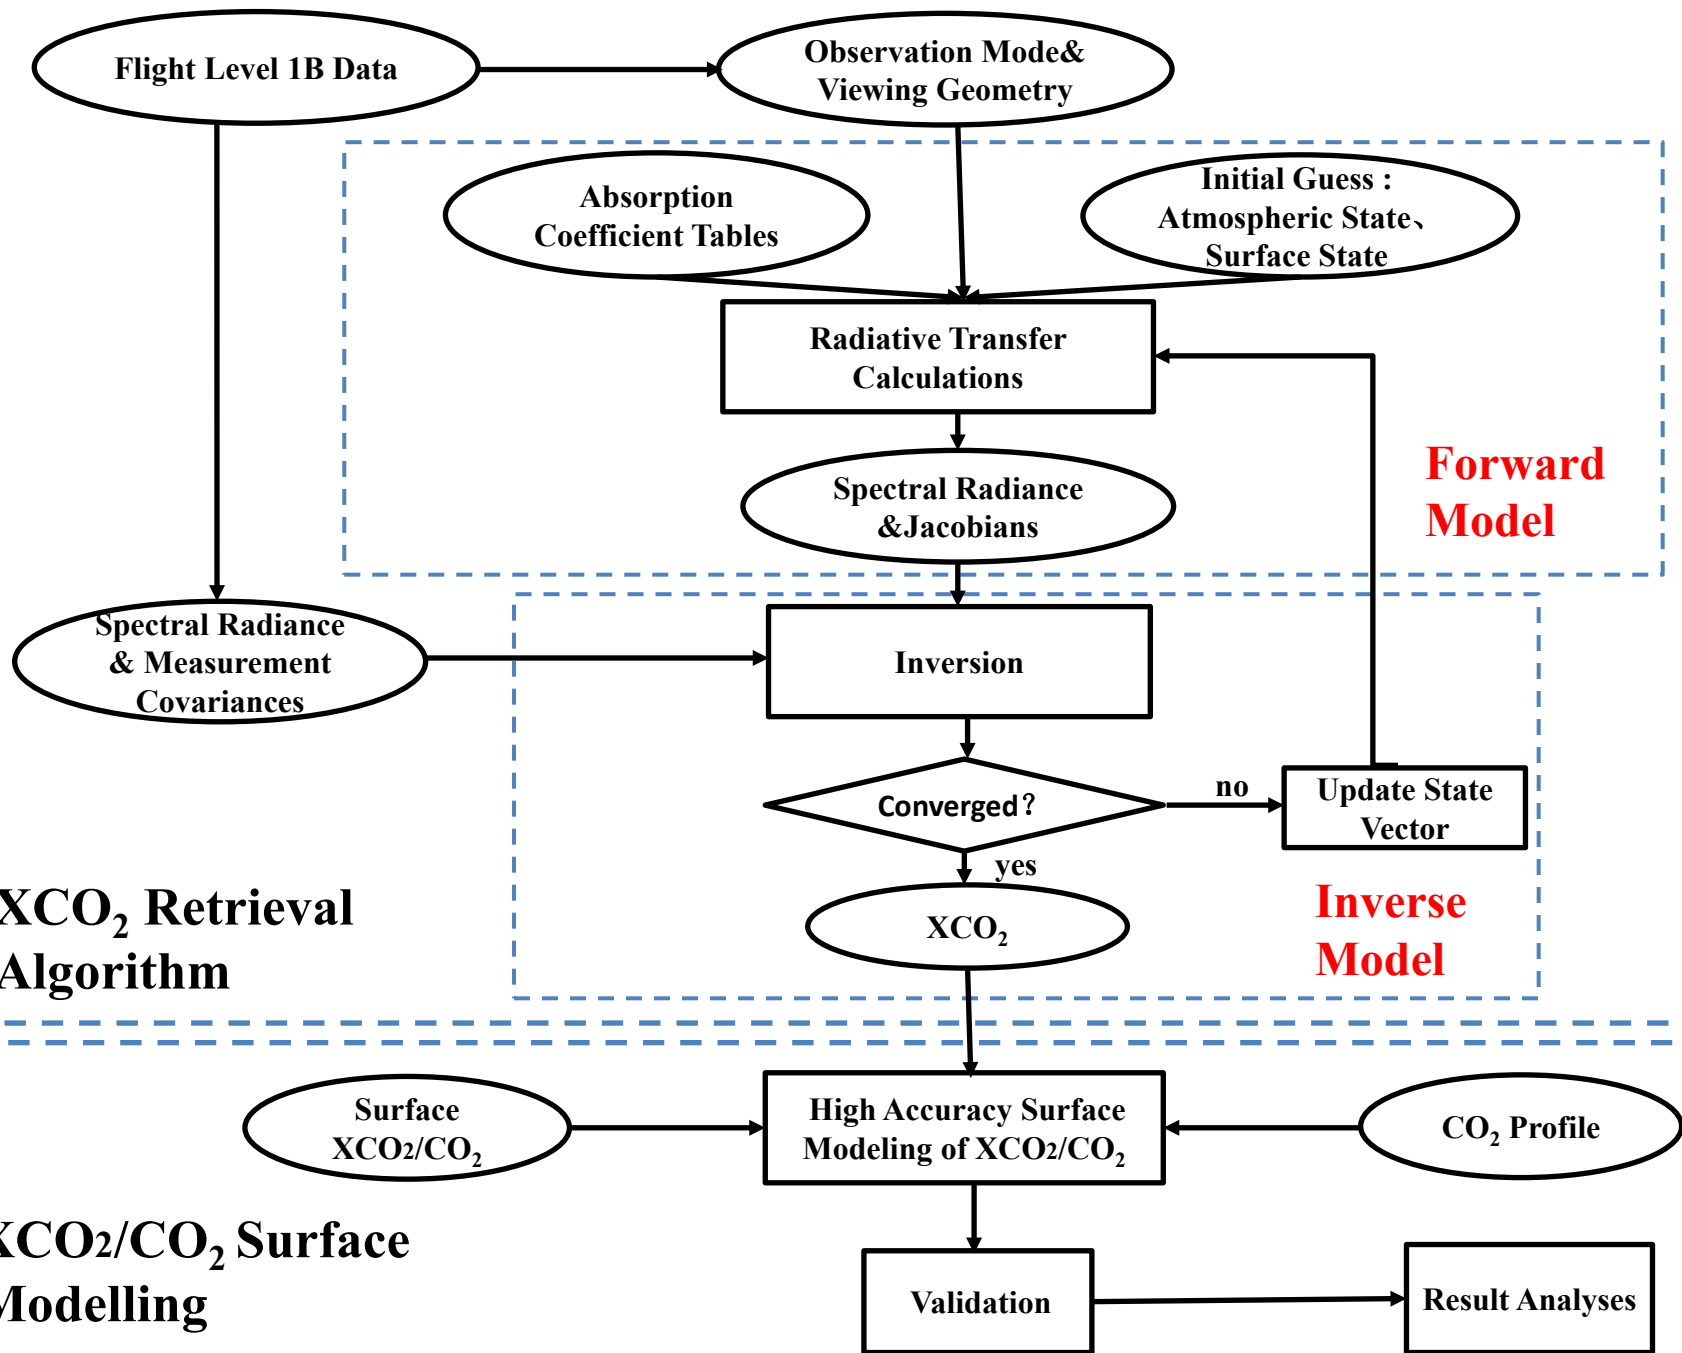 Flight Level 1B Data
Observation Mode&
Viewing Geometry
Absorption
Coefficient Tables
Initial Guess :
Atmospheric State、
Surface State
Radiative Transfer
Calculations
Forward
Model
Spectral Radiance
&Jacobians
Spectral Radiance
& Measurement
Covariances
Inversion
Converged？
no
Update State
Vector
yes
XCO₂ Retrieval
Algorithm
XCO₂
Inverse
Model
Surface
XCO2/CO₂
High Accuracy Surface
Modeling of XCO2/CO₂
CO₂ Profile
XCO2/CO₂ Surface
Modelling
Validation
Result Analyses